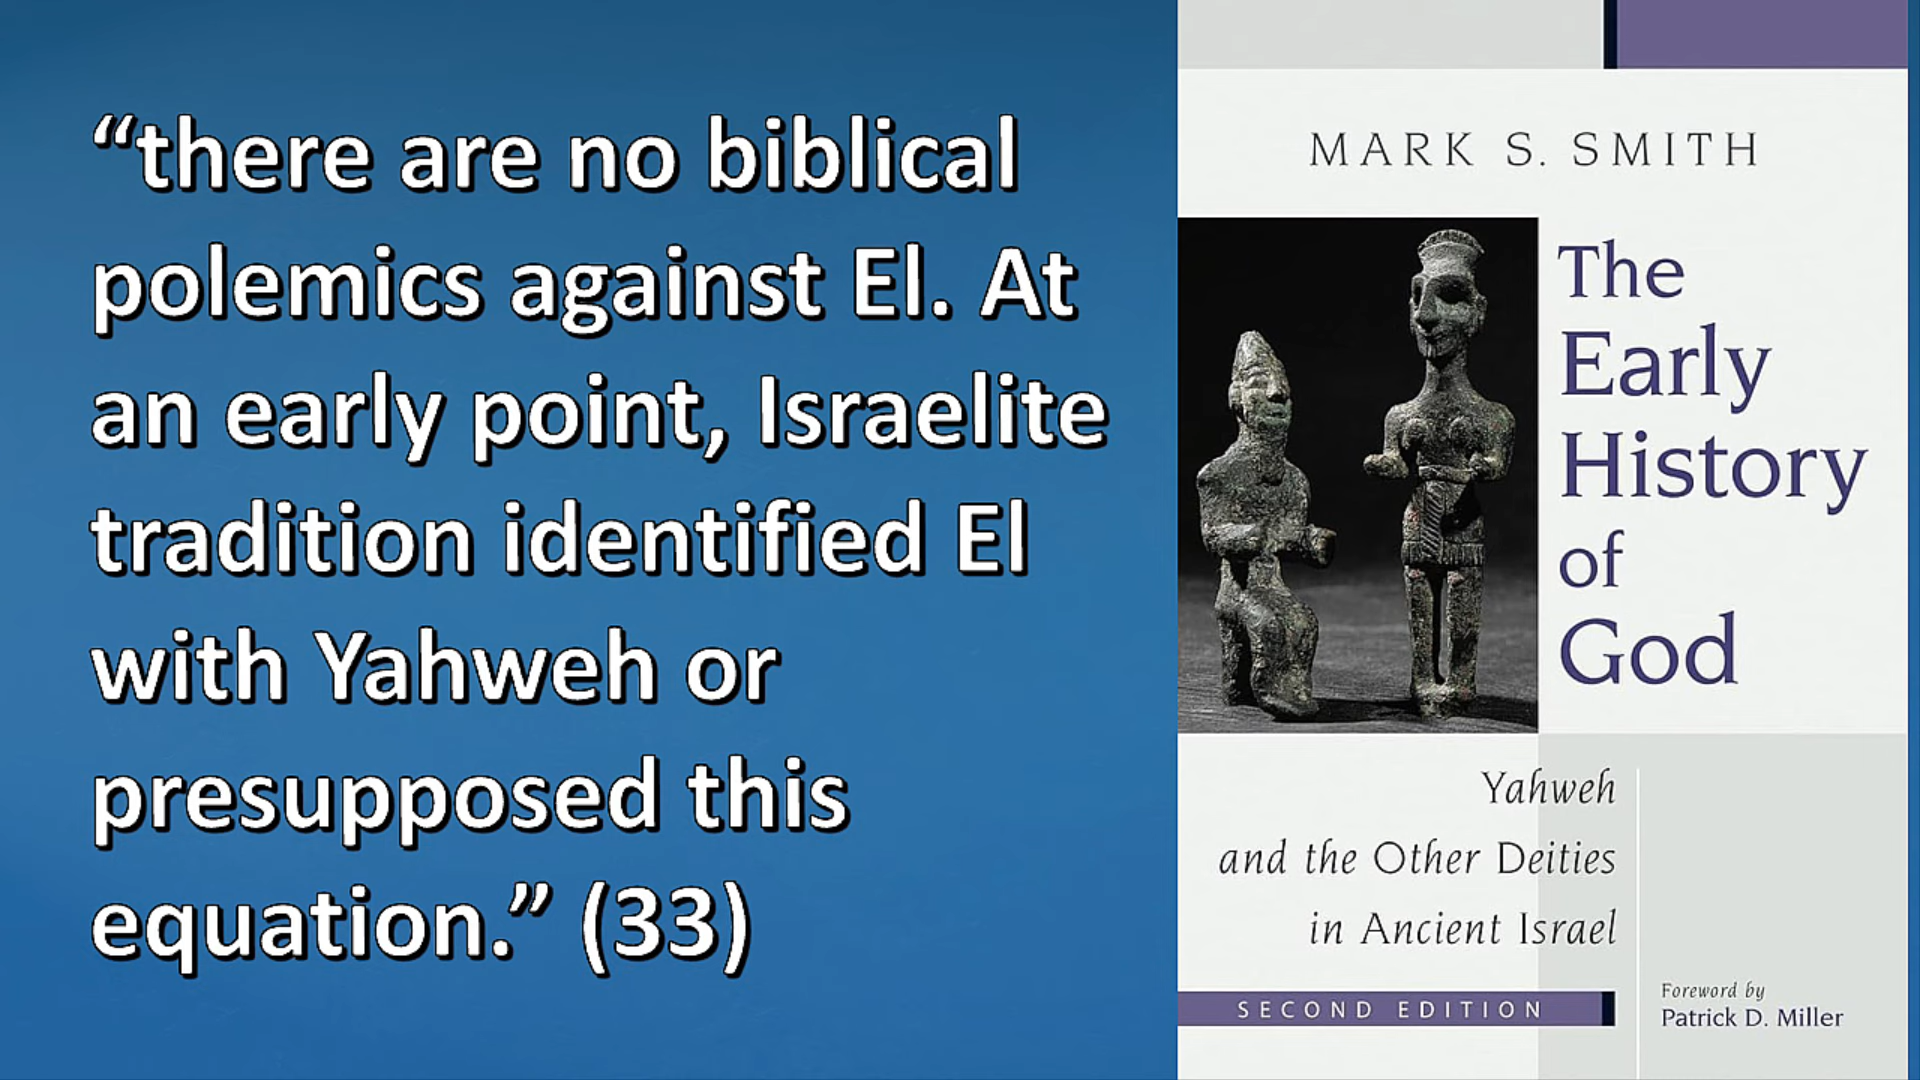 “there are no biblical
polemics against El. At
an early point, Israelite
tradition identified El
with Yahweh or
presupposed this
equation.” (33)
MARK S. SMITH
The
Early
History
of
God
Yahweh
and the Other Deities
in Ancient Israel
SECOND EDITION
Foreword by
Patrick D. Miller